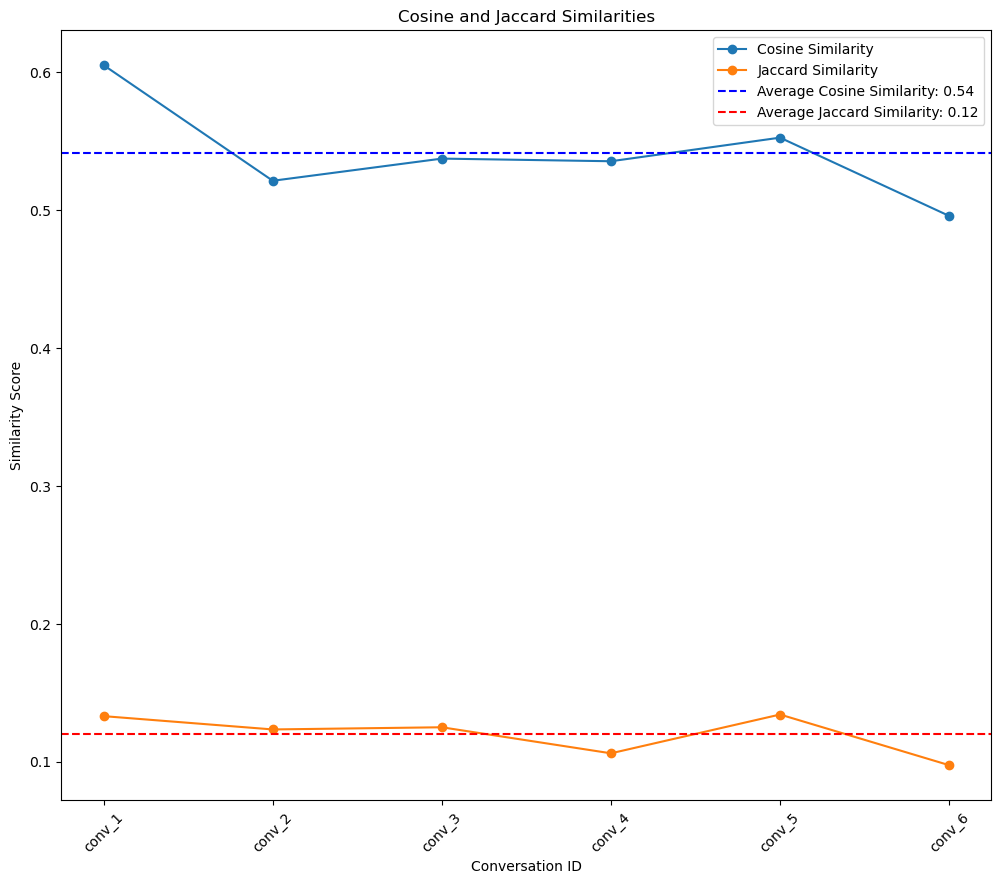 Cosine and Jaccard Similarities
Cosine Similarity
Jaccard Similarity
Average Cosine Similarity: 0.54
Average Jaccard Similarity: 0.12
Similarity Score
0.6
0.5
0.4
0.3
0.2
0.1
conv_1
conv_2
conv_3
conv_4
conv_5
conv_6
Conversation ID